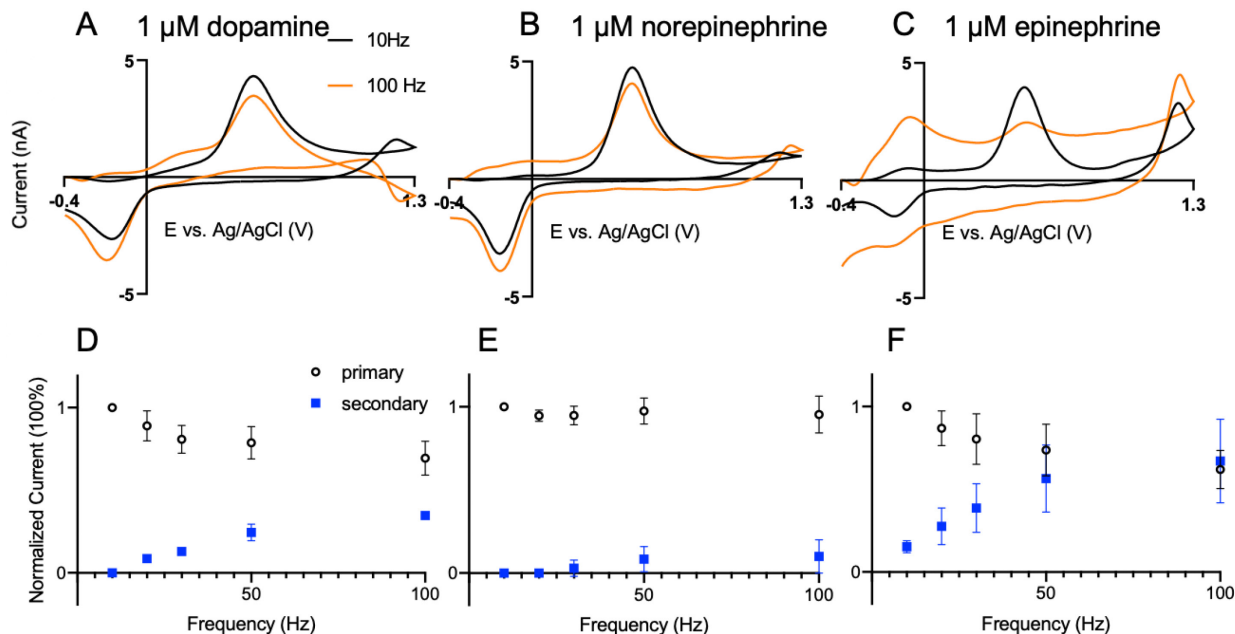 A 1 µM dopamine
10Hz
100 Hz
B 1 µM norepinephrine
C 1 µM epinephrine
Current (nA)
5
-0.4
1.3
-5
E vs. Ag/AgCl (V)
5
-0.4
1.3
-5
E vs. Ag/AgCl (V)
5
-0.4
1.3
-5
E vs. Ag/AgCl (V)
D
primary
secondary
Normalized Current (100%)
1
0
50
100
Frequency (Hz)
E
1
0
50
100
Frequency (Hz)
F
1
0
50
100
Frequency (Hz)